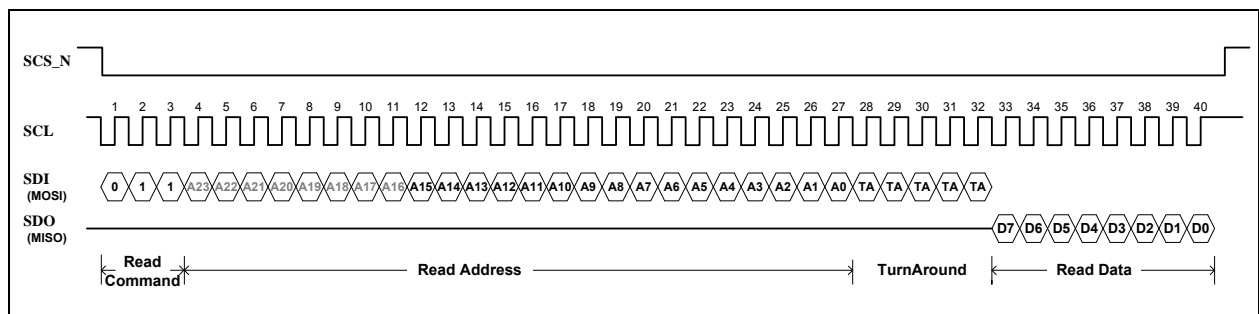 SCS_N
1 2 3 4 5 6 7 8 9 10 11 12 13 14 15 16 17 18 19 20 21 22 23 24 25 26 27 28 29 30 31 32 33 34 35 36 37 38 39 40
SCL
SDI
(MOSI)
0 1 1 A23 A22 A21 A20 A19 A18 A17 A16 A15 A14 A13 A12 A11 A10 A9 A8 A7 A6 A5 A4 A3 A2 A1 A0 TA TA TA TA TA
SDO
(MISO)
D7 D6 D5 D4 D3 D2 D1 D0
Read
Command
Read Address
TurnAround
Read Data